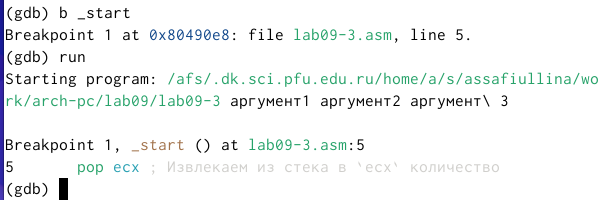 (gdb) b _start
Breakpoint 1 at 0x80490e8: file lab09-3.asm, line 5.
(gdb) run
Starting program: /afs/.dk.sci.pfu.edu.ru/home/a/s/assafiullina/wo
rk/arch-pc/lab09/lab09-3 аргумент1 аргумент2 аргумент\ 3
Breakpoint 1, _start () at lab09-3.asm:5
5       pop ecx ; Извлекаем из стека в `ecx` количество
(gdb)